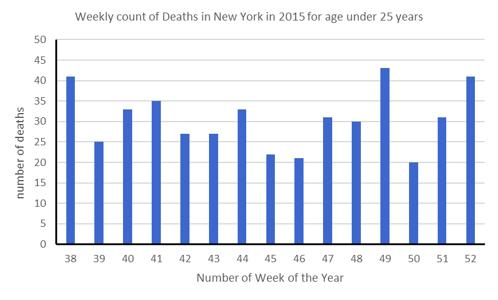 Weekly count of Deaths in New York in 2015 for age under 25 years
50
45
40
35
30
25
20
15
10
5
0
number of deaths
38 39 40 41 42 43 44 45 46 47 48 49 50 51 52
Number of Week of the Year